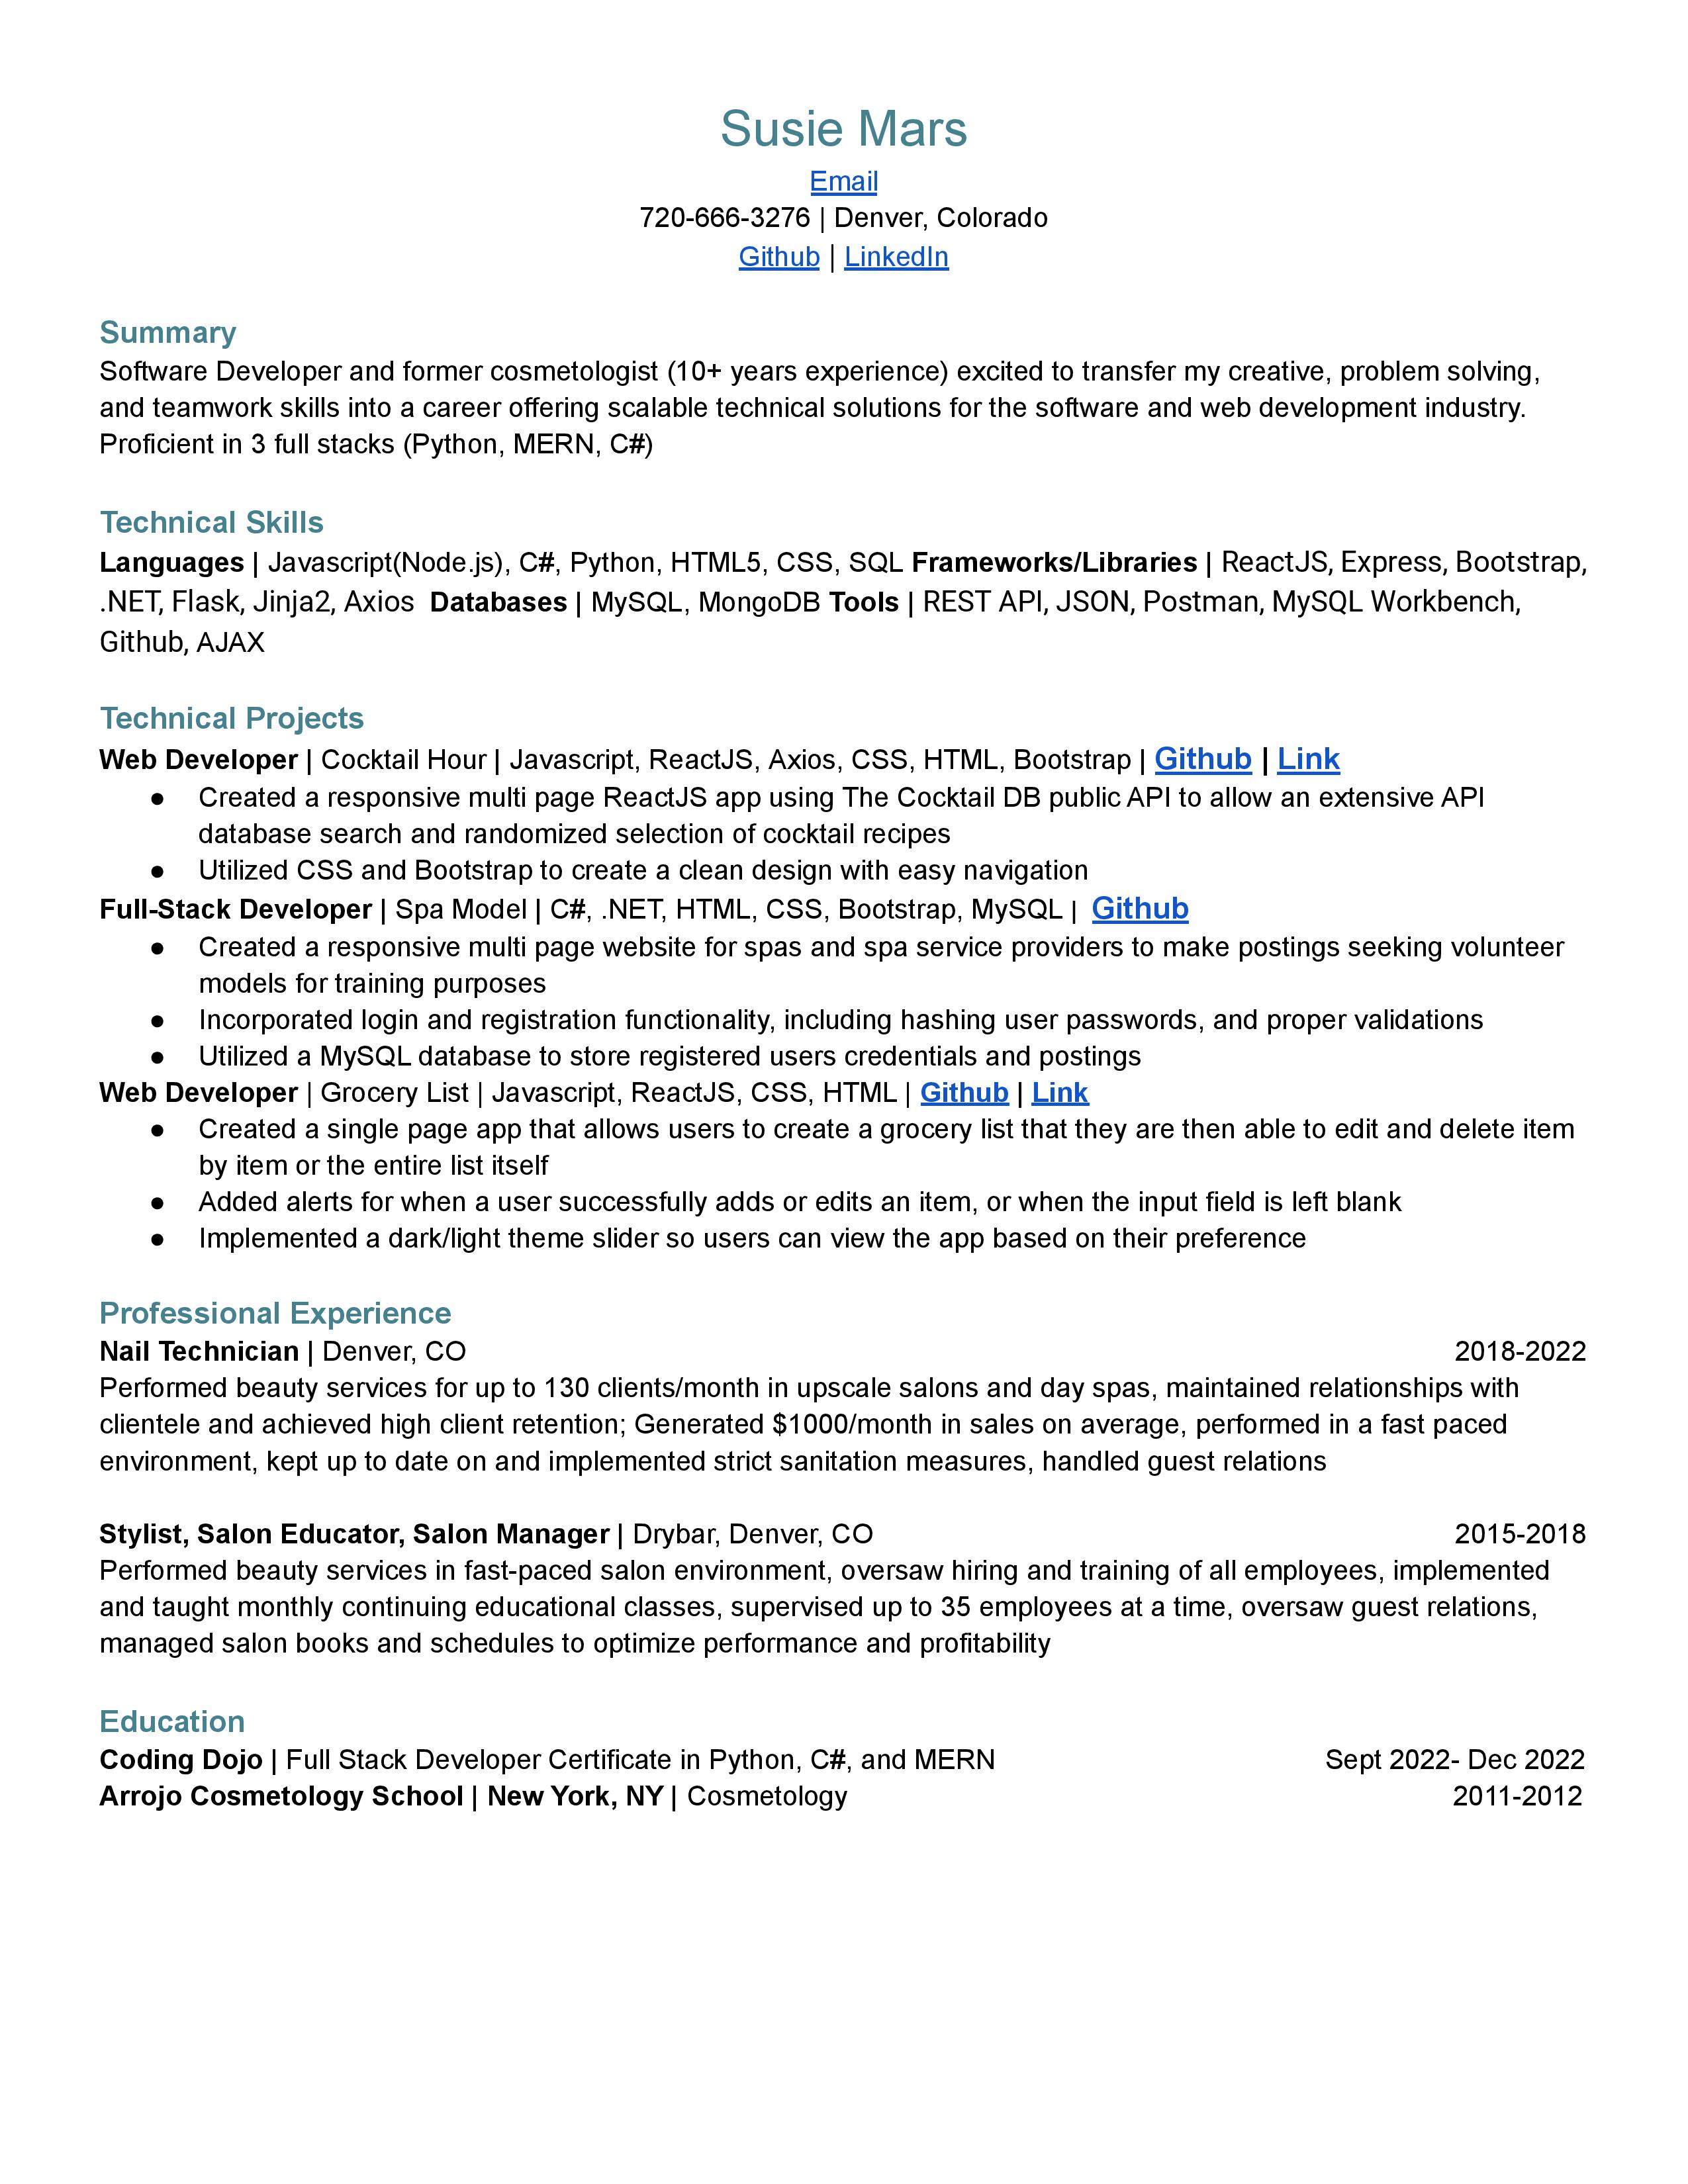 Susie Mars
Email
720-666-3276 | Denver, Colorado
Github | LinkedIn
Summary
Software Developer and former cosmetologist (10+ years experience) excited to transfer my creative, problem solving,
and teamwork skills into a career offering scalable technical solutions for the software and web development industry.
Proficient in 3 full stacks (Python, MERN, C#)
Technical Skills
Languages | Javascript(Node.js), C#, Python, HTML5, CSS, SQL Frameworks/Libraries | ReactJS, Express, Bootstrap,
.NET, Flask, Jinja2, Axios Databases | MySQL, MongoDB Tools | REST API, JSON, Postman, MySQL Workbench,
Github, AJAX
Technical Projects
Web Developer | Cocktail Hour | Javascript, ReactJS, Axios, CSS, HTML, Bootstrap | Github | Link
● Created a responsive multi page ReactJS app using The Cocktail DB public API to allow an extensive API
database search and randomized selection of cocktail recipes
● Utilized CSS and Bootstrap to create a clean design with easy navigation
Full-Stack Developer | Spa Model | C#, .NET, HTML, CSS, Bootstrap, MySQL | Github
● Created a responsive multi page website for spas and spa service providers to make postings seeking volunteer
models for training purposes
● Incorporated login and registration functionality, including hashing user passwords, and proper validations
● Utilized a MySQL database to store registered users credentials and postings
Web Developer | Grocery List | Javascript, ReactJS, CSS, HTML | Github | Link
● Created a single page app that allows users to create a grocery list that they are then able to edit and delete item
by item or the entire list itself
● Added alerts for when a user successfully adds or edits an item, or when the input field is left blank
● Implemented a dark/light theme slider so users can view the app based on their preference
Professional Experience
Nail Technician | Denver, CO 2018-2022
Performed beauty services for up to 130 clients/month in upscale salons and day spas, maintained relationships with
clientele and achieved high client retention; Generated $1000/month in sales on average, performed in a fast paced
environment, kept up to date on and implemented strict sanitation measures, handled guest relations
Stylist, Salon Educator, Salon Manager | Drybar, Denver, CO 2015-2018
Performed beauty services in fast-paced salon environment, oversaw hiring and training of all employees, implemented
and taught monthly continuing educational classes, supervised up to 35 employees at a time, oversaw guest relations,
managed salon books and schedules to optimize performance and profitability
Education
Coding Dojo | Full Stack Developer Certificate in Python, C#, and MERN Sept 2022- Dec 2022
Arrojo Cosmetology School | New York, NY | Cosmetology 2011-2012